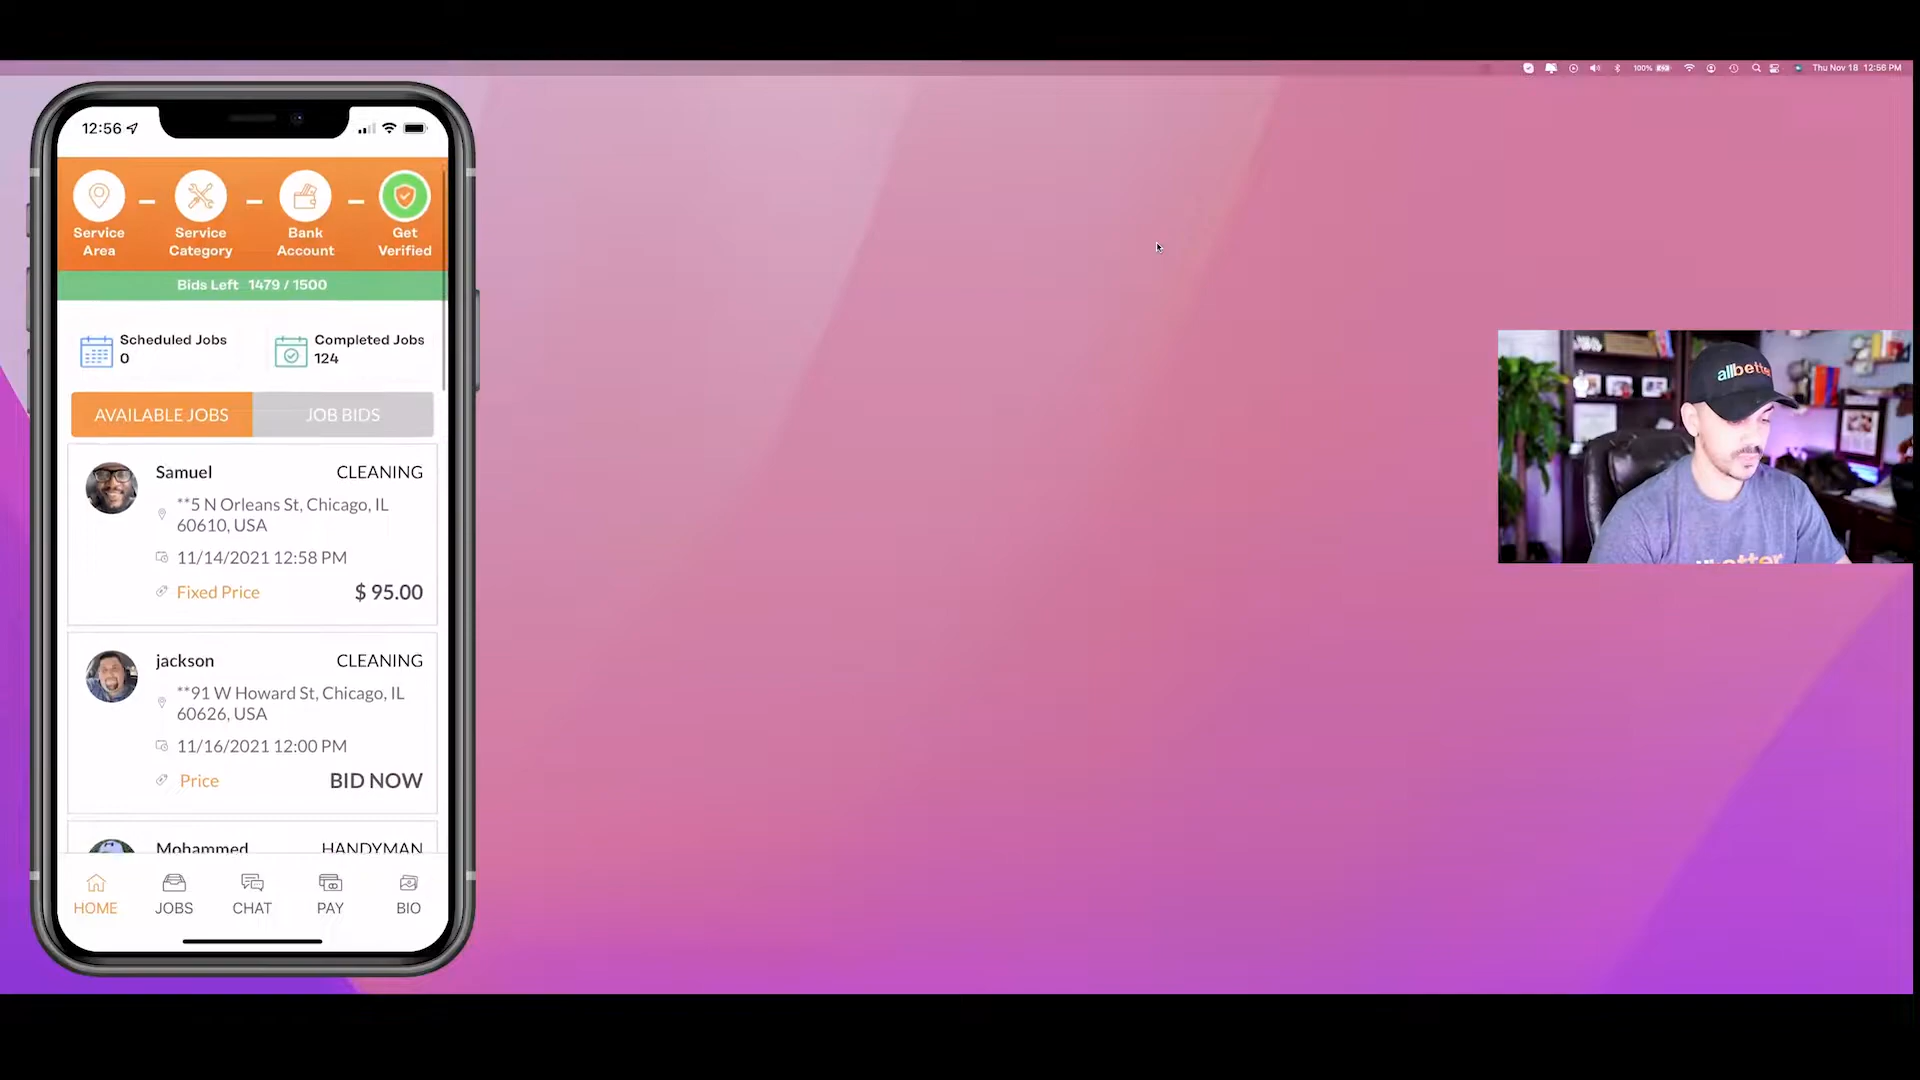 100%
Thu Nov 18 12:56 PM
12:56
Service Area
Service Category
Bank Account
Get Verified
Bids Left 1479 / 1500
Scheduled Jobs
0
Completed Jobs
124
AVAILABLE JOBS
JOB BIDS
Samuel
CLEANING
**5 N Orleans St, Chicago, IL
60610, USA
11/14/2021 12:58 PM
Fixed Price
$ 95.00
jackson
CLEANING
**91 W Howard St, Chicago, IL
60626, USA
11/16/2021 12:00 PM
Price
BID NOW
Mohammed
HANDYMAN
HOME
JOBS
CHAT
PAY
BIO
allbette